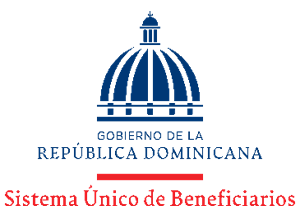 GOBIERNO DE LA
REPÚBLICA DOMINICANA
Sistema Único de Beneficiarios